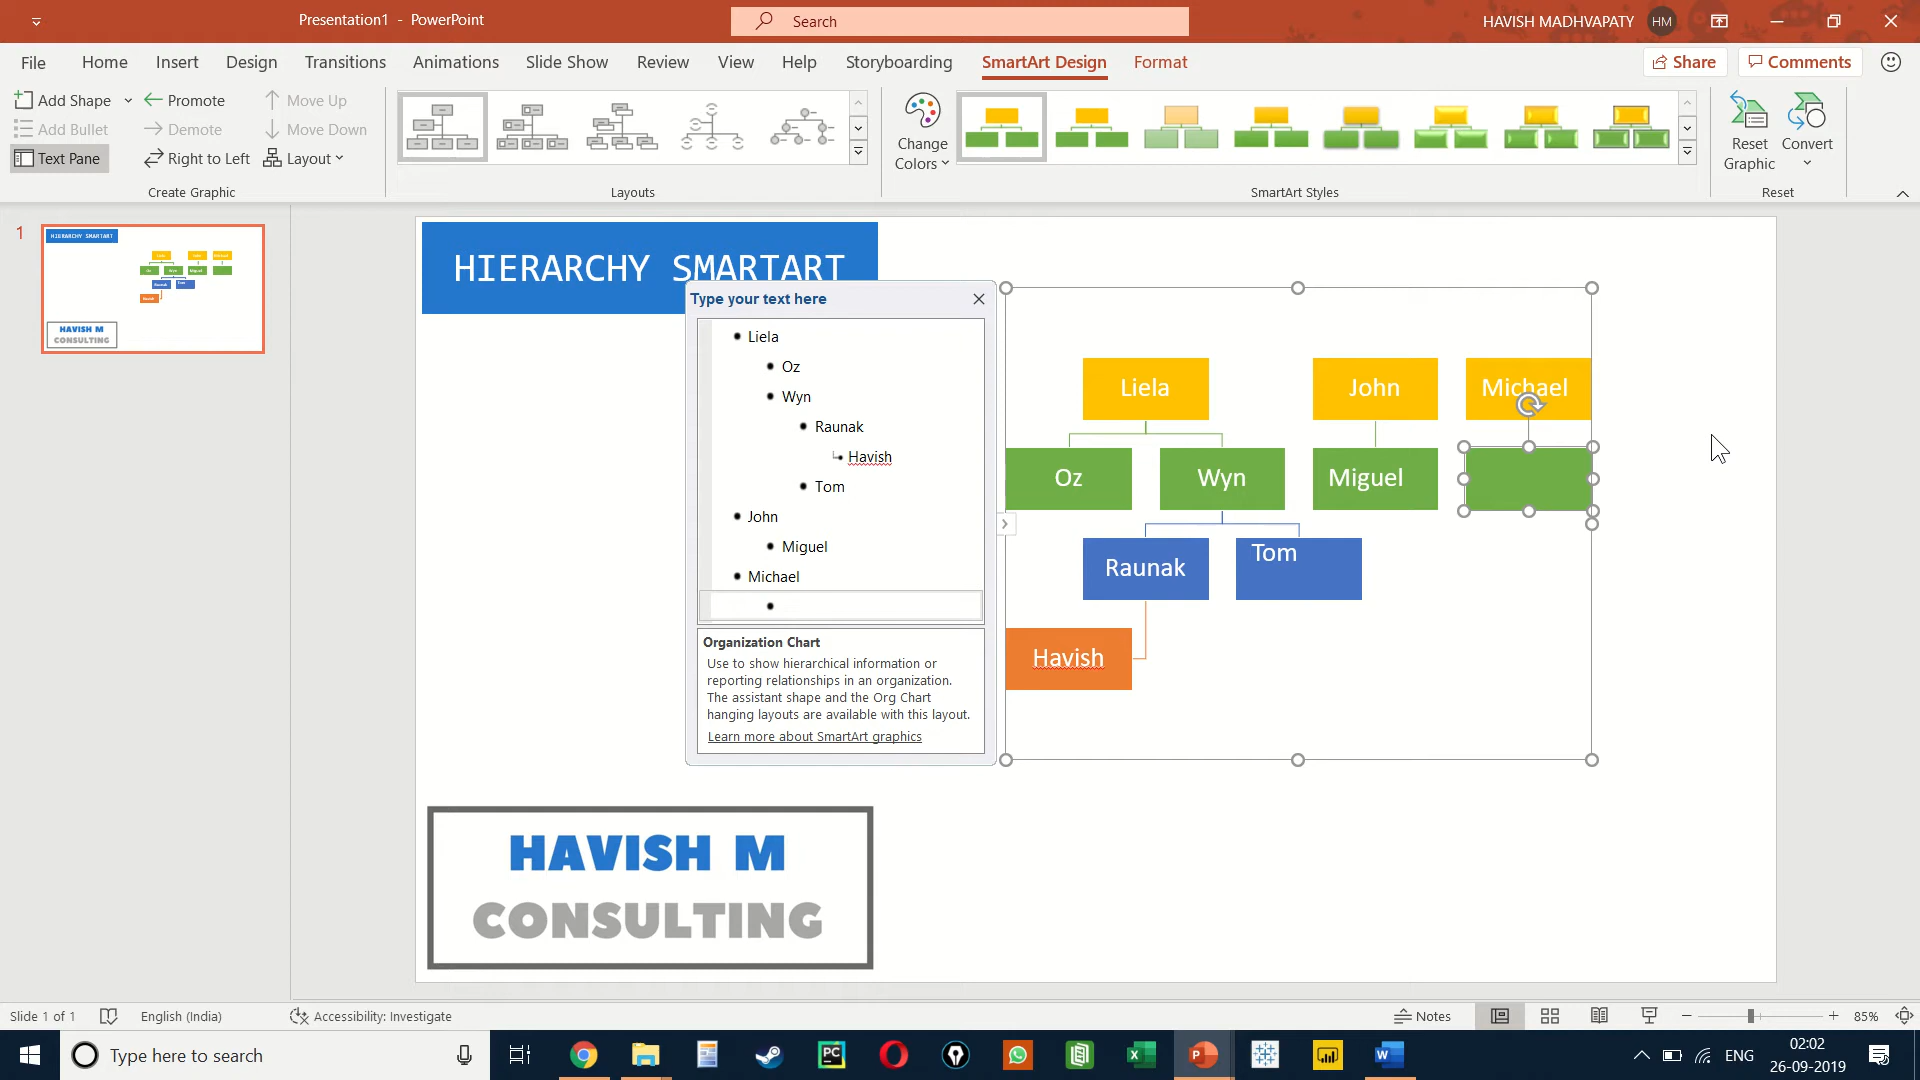 Presentation1 - PowerPoint
Search
HAVISH MADHVAPATY
HM
File
Home
Insert
Design
Transitions
Animations
Slide Show
Review
View
Help
Storyboarding
SmartArt Design
Format
Share
Comments
Add Shape
Promote
Move Up
Add Bullet
Demote
Move Down
Text Pane
Right to Left
Layout
Create Graphic
Layouts
Change
Colors
SmartArt Styles
Reset
Graphic
Convert
Reset
1
HIERARCHY SMARTART
HAVISH M
CONSULTING
HIERARCHY SMARTART
Type your text here
Liela
Oz
Wyn
Raunak
Havish
Tom
John
Miguel
Michael
Organization Chart
Use to show hierarchical information or
reporting relationships in an organization.
The assistant shape and the Org Chart
hanging layouts are available with this layout.
Learn more about SmartArt graphics
Liela
John
Michael
Oz
Wyn
Miguel
Raunak
Tom
Havish
HAVISH M
CONSULTING
Slide 1 of 1
English (India)
Accessibility: Investigate
Notes
85%
Type here to search
ENG
02:02
26-09-2019